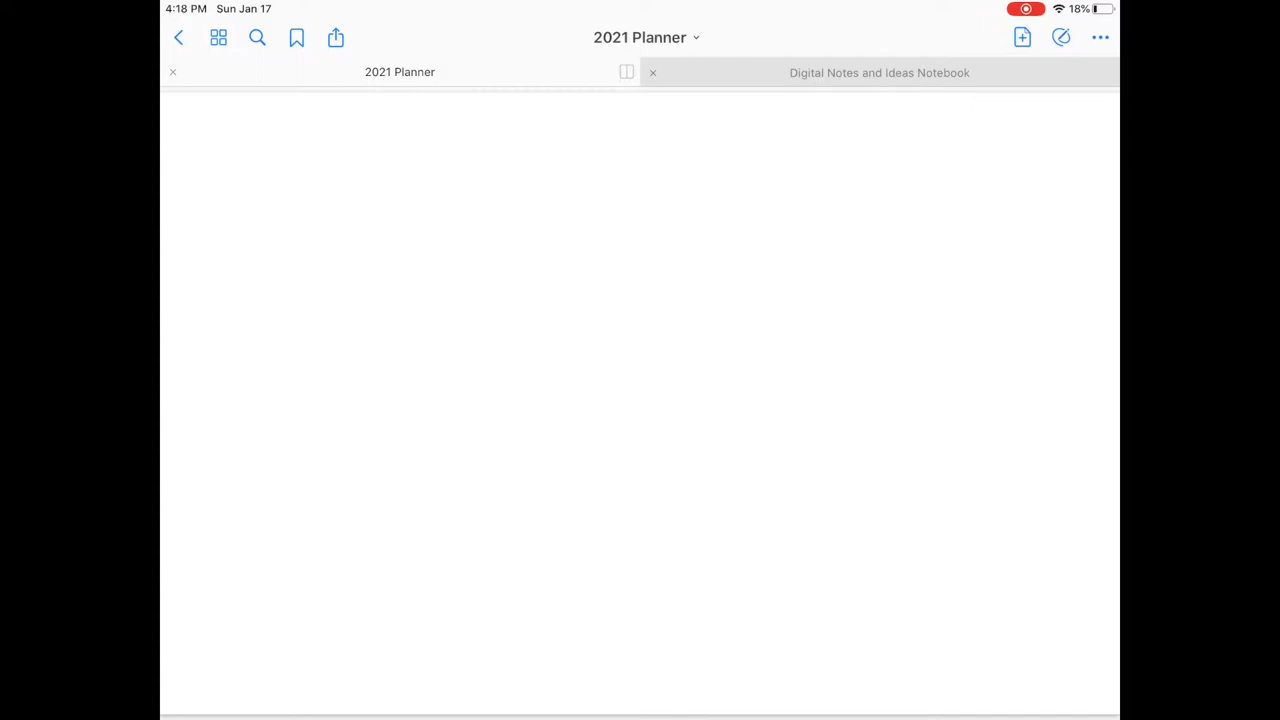 4:18 PM Sun Jan 17 18%
2021 Planner
2021 Planner Digital Notes and Ideas Notebook